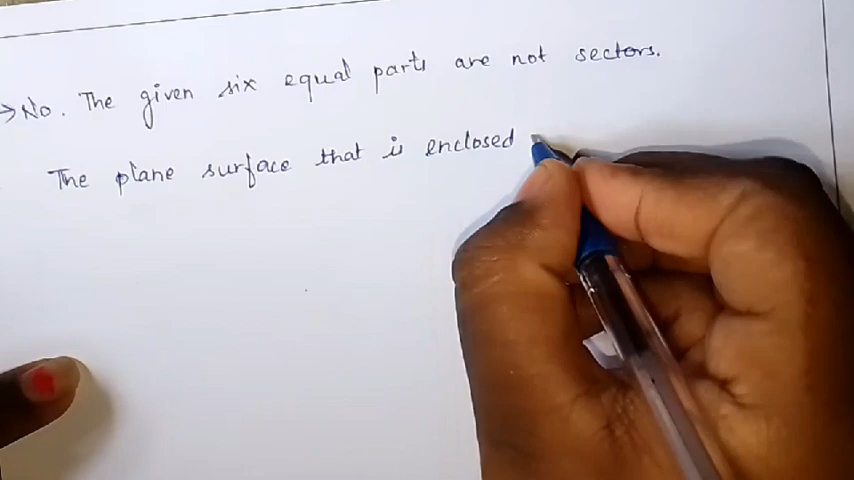 → No. The given six equal parts are not sectors.
The plane surface that is enclosed